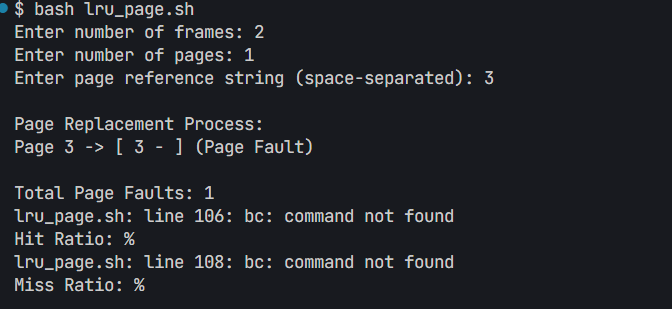 $ bash lru_page.sh
Enter number of frames: 2
Enter number of pages: 1
Enter page reference string (space-separated): 3
Page Replacement Process:
Page 3 -> [ 3 - ] (Page Fault)
Total Page Faults: 1
lru_page.sh: line 106: bc: command not found
Hit Ratio: %
lru_page.sh: line 108: bc: command not found
Miss Ratio: %